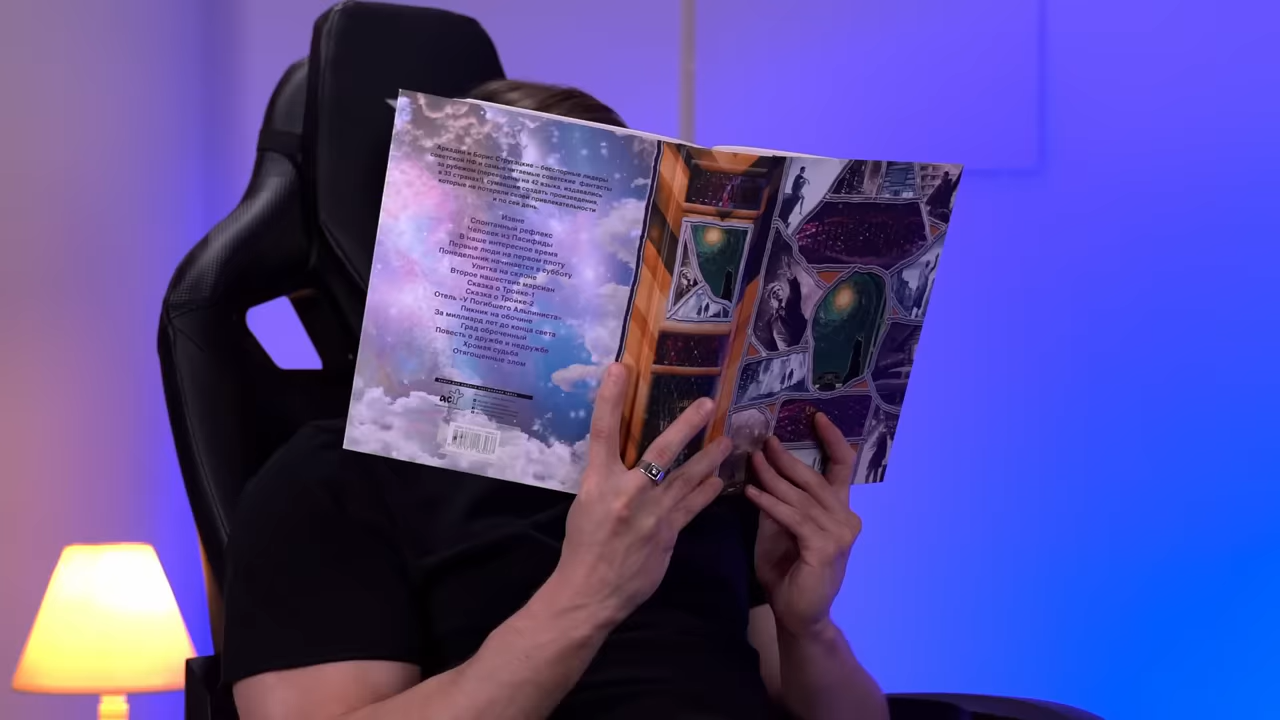 Аркадий и Борис Стругацкие – бесспорные лидеры
советской НФ и самые читаемые советские фантасты
за рубежом (переведены на 42 языка, издавались
в 33 странах!), сумевшие создать произведения,
которые не потеряли своей привлекательности
и по сей день.
Извне
Спонтанный рефлекс
Человек из Пасифиды
В наше интересное время
Первые люди на первом плоту
Понедельник начинается в субботу
Улитка на склоне
Второе нашествие марсиан
Сказка о Тройке-1
Сказка о Тройке-2
Отель «У Погибшего Альпиниста»
Пикник на обочине
За миллиард лет до конца света
Град обреченный
Повесть о дружбе и недружбе
Хромая судьба
Отягощенные злом
аст